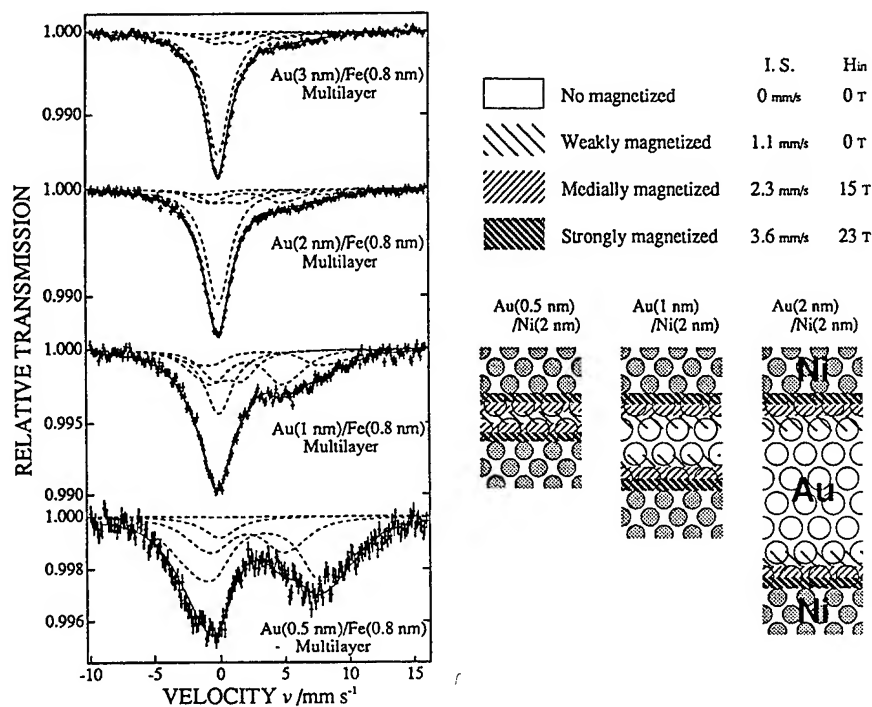 1.000
0.990
Au(3 nm)/Fe(0.8 nm)
Multilayer
1.000
0.990
Au(2 nm)/Fe(0.8 nm)
Multilayer
1.000
0.995
0.990
Au(1 nm)/Fe(0.8 nm)
Multilayer
1.000
0.998
0.996
Au(0.5 nm)/Fe(0.8 nm)
Multilayer
RELATIVE TRANSMISSION
-10 -5 0 5 10 15
VELOCITY ν /mm s⁻¹
I. S. Hin
No magnetized 0 mm/s 0 T
Weakly magnetized 1.1 mm/s 0 T
Medially magnetized 2.3 mm/s 15 T
Strongly magnetized 3.6 mm/s 23 T
Au(0.5 nm)
/Ni(2 nm)
Au(1 nm)
/Ni(2 nm)
Au(2 nm)
/Ni(2 nm)
Ni
Au
Ni